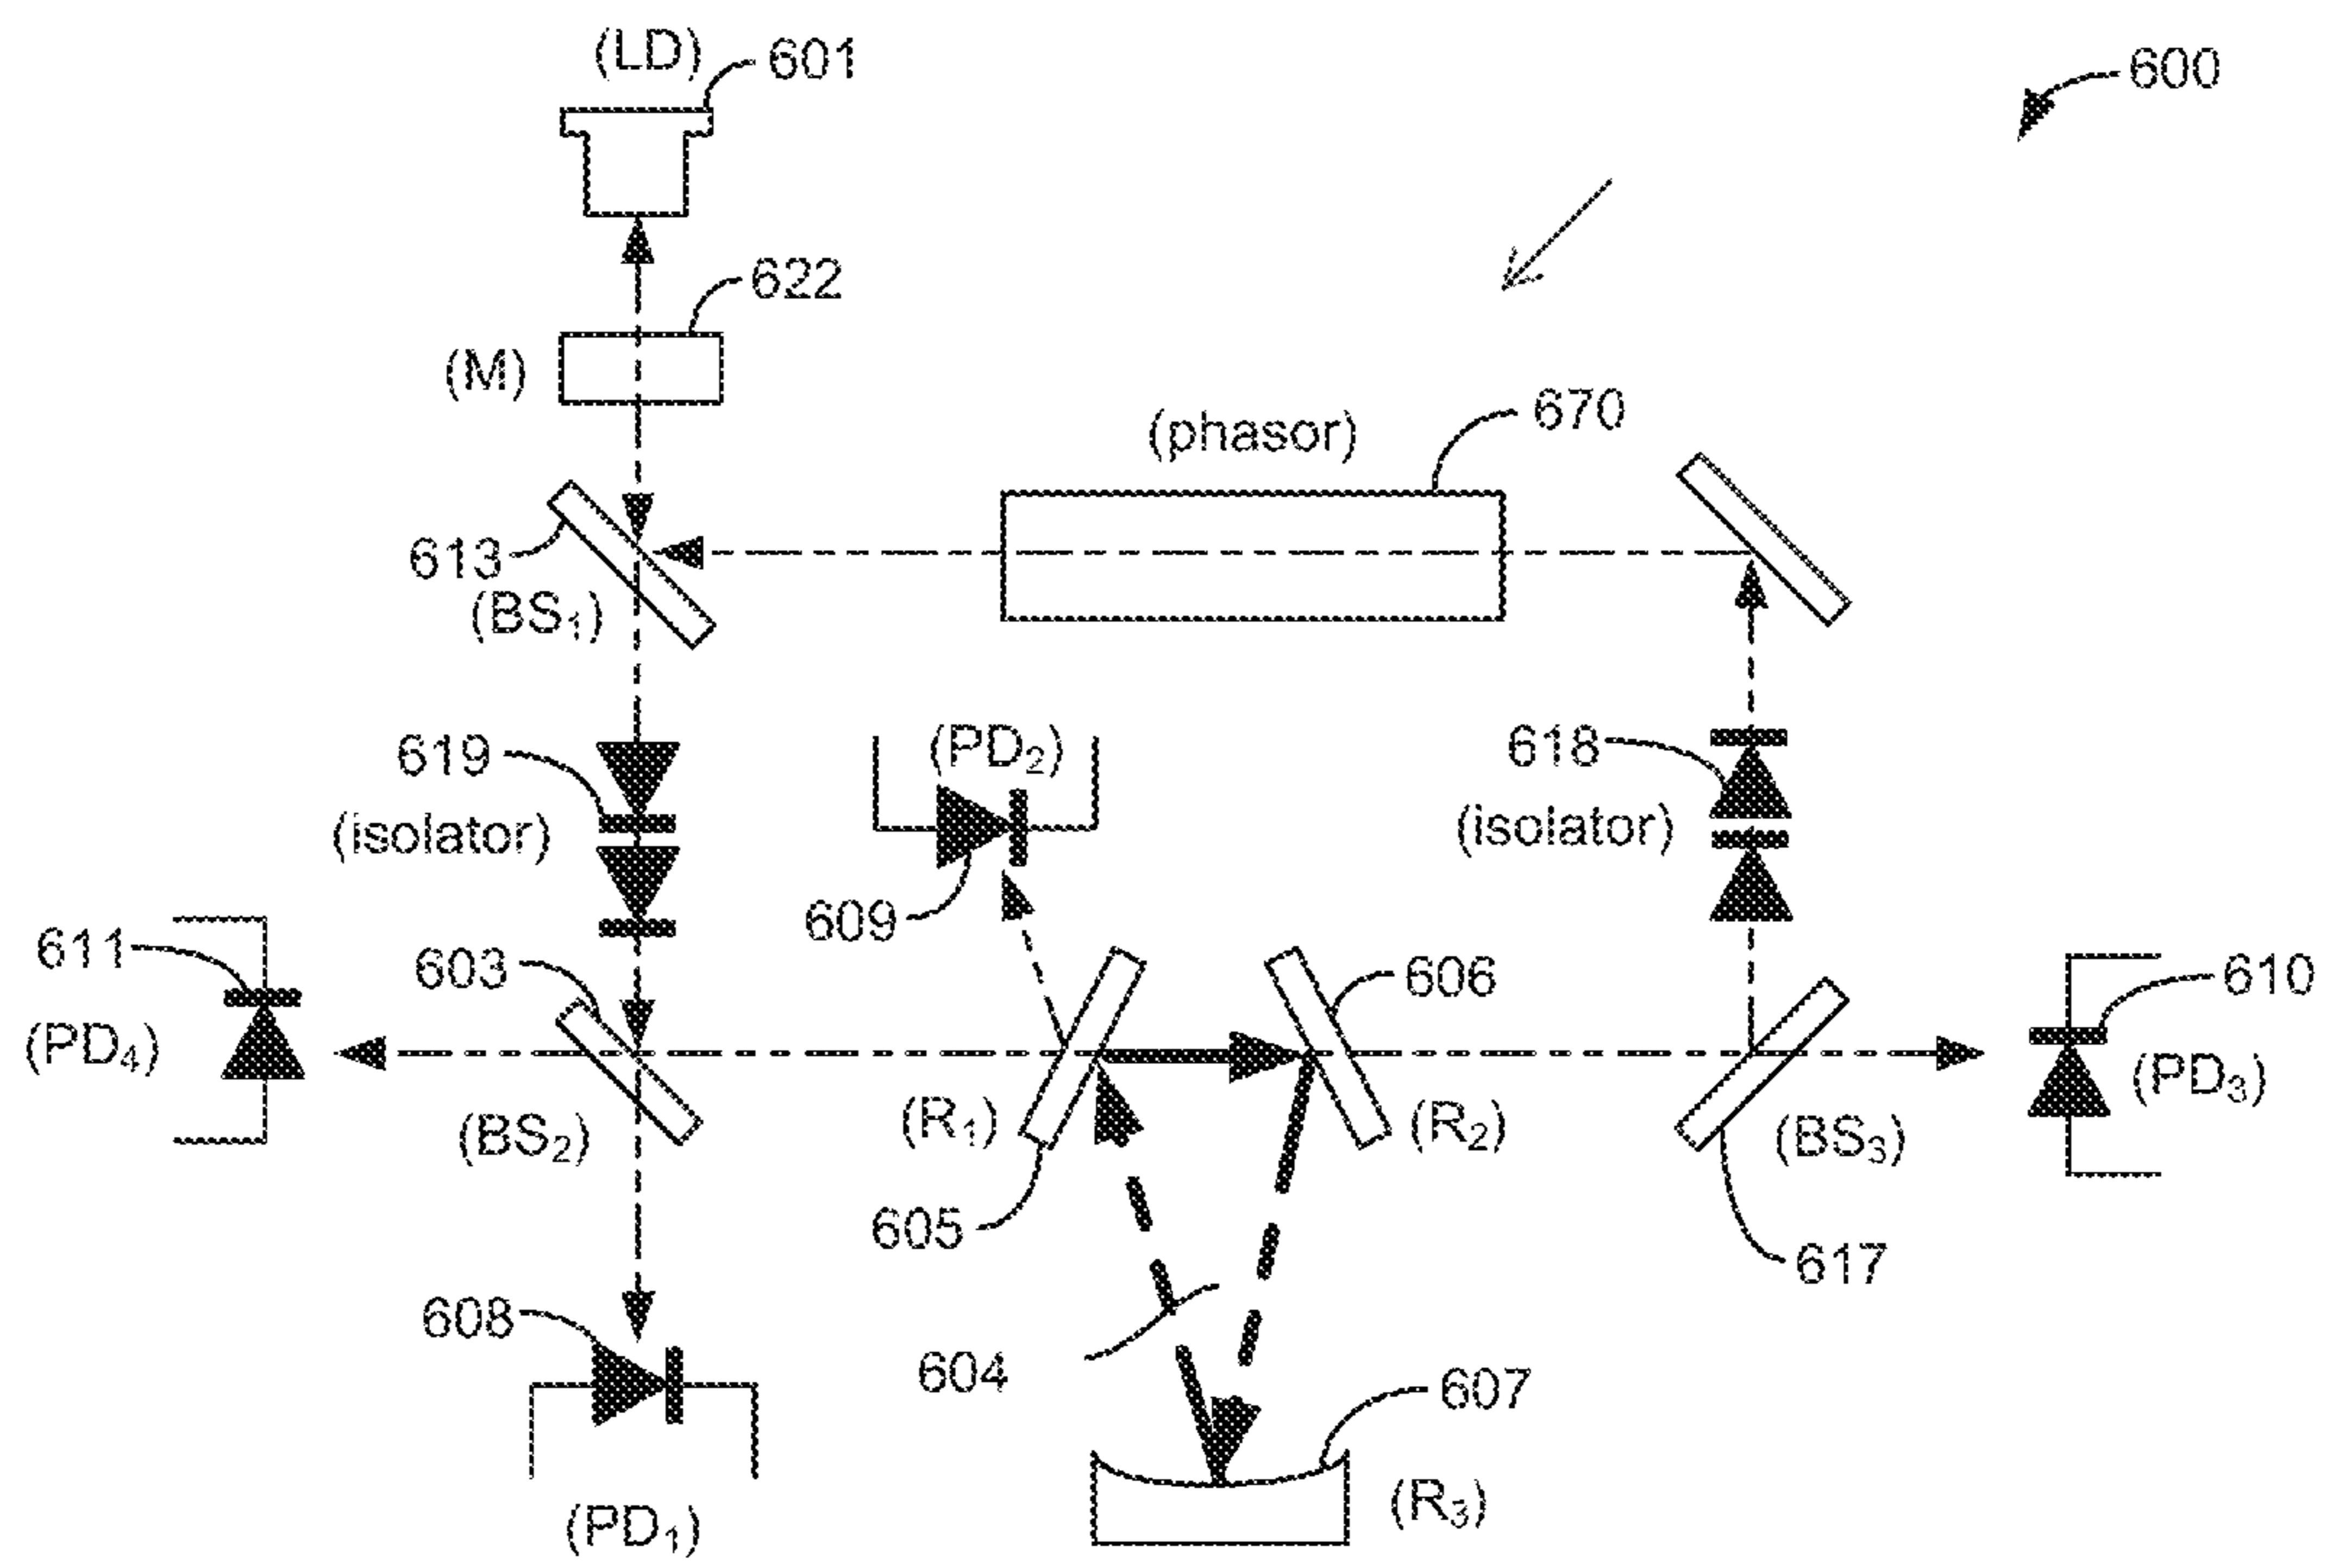 (LD)
601
600
622
(M)
(phasor)
670
613
(BS₁)
619
(PD₂)
618
(isolator)
(isolator)
609
611
603
606
610
(PD₄)
(PD₃)
(BS₂)
(R₁)
(R₂)
(BS₃)
605
617
608
604
607
(PD₁)
(R₃)